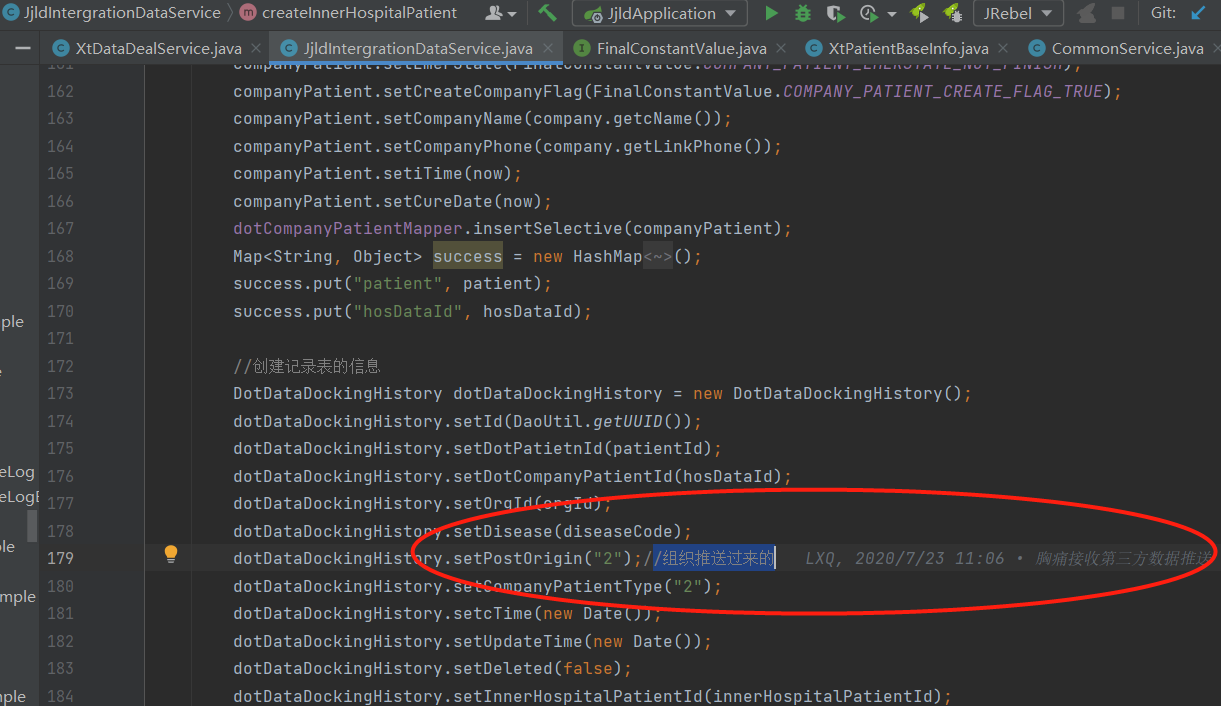 JjldIntergrationDataService createInnerHospitalPatient JjldApplication JRebel Git:
XtDataDealService.java JjldIntergrationDataService.java FinalConstantValue.java XtPatientBaseInfo.java CommonService.java
162 companyPatient.setCreateCompanyFlag(FinalConstantValue.COMPANY_PATIENT_CREATE_FLAG_TRUE);
163 companyPatient.setCompanyName(company.getcName());
164 companyPatient.setCompanyPhone(company.getLinkPhone());
165 companyPatient.setiTime(now);
166 companyPatient.setCureDate(now);
167 dotCompanyPatientMapper.insertSelective(companyPatient);
168 Map<String, Object> success = new HashMap<~>();
169 success.put("patient", patient);
170 success.put("hosDataId", hosDataId);
171
172 //创建记录表的信息
173 DotDataDockingHistory dotDataDockingHistory = new DotDataDockingHistory();
174 dotDataDockingHistory.setId(DaoUtil.getUUID());
175 dotDataDockingHistory.setDotPatietnId(patientId);
176 dotDataDockingHistory.setDotCompanyPatientId(hosDataId);
177 dotDataDockingHistory.setOrgId(orgId);
178 dotDataDockingHistory.setDisease(diseaseCode);
179 dotDataDockingHistory.setPostOrigin("2");//组织推送过来的 LXQ, 2020/7/23 11:06 • 胸痛接收第三方数据推送
180 dotDataDockingHistory.setCompanyPatientType("2");
181 dotDataDockingHistory.setcTime(new Date());
182 dotDataDockingHistory.setUpdateTime(new Date());
183 dotDataDockingHistory.setDeleted(false);
184 dotDataDockingHistory.setInnerHospitalPatientId(innerHospitalPatientId);
ple
eLog
eLogE
le
mple
mple